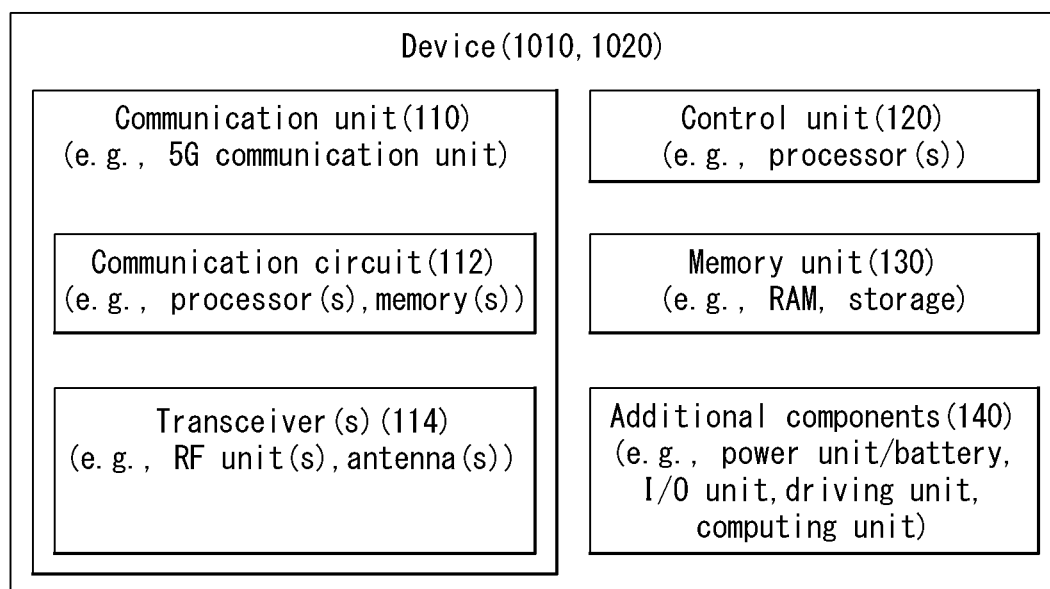 Device(1010,1020)
Communication unit(110)
(e.g., 5G communication unit)
Communication circuit(112)
(e.g., processor(s),memory(s))
Transceiver(s)(114)
(e.g., RF unit(s),antenna(s))
Control unit(120)
(e.g., processor(s))
Memory unit(130)
(e.g., RAM, storage)
Additional components(140)
(e.g., power unit/battery,
I/O unit,driving unit,
computing unit)